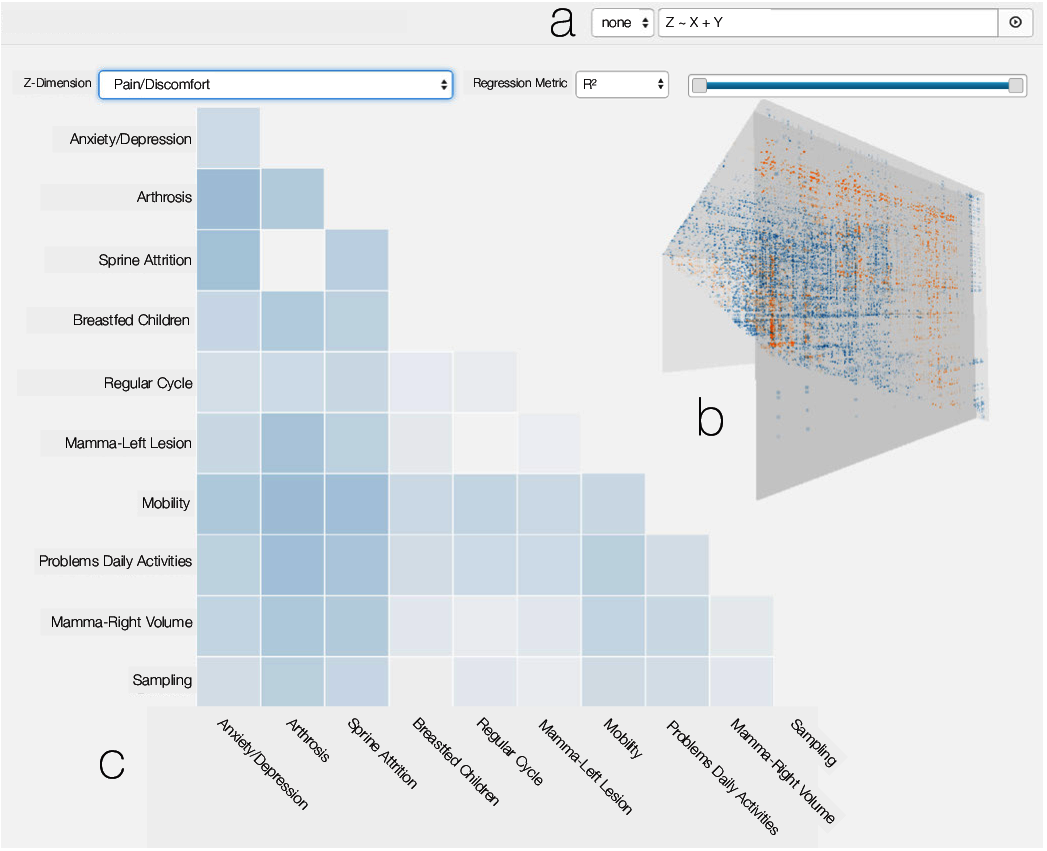 a
none
Z ~ X + Y
Z-Dimension
Pain/Discomfort
Regression Metric
R²
Anxiety/Depression
Arthrosis
Sprine Attrition
Breastfed Children
Regular Cycle
Mamma-Left Lesion
Mobility
Problems Daily Activities
Mamma-Right Volume
Sampling
b
c
Anxiety/Depression
Arthrosis
Sprine Attrition
Breastfed Children
Regular Cycle
Mamma-Left Lesion
Mobility
Problems Daily Activities
Mamma-Right Volume
Sampling